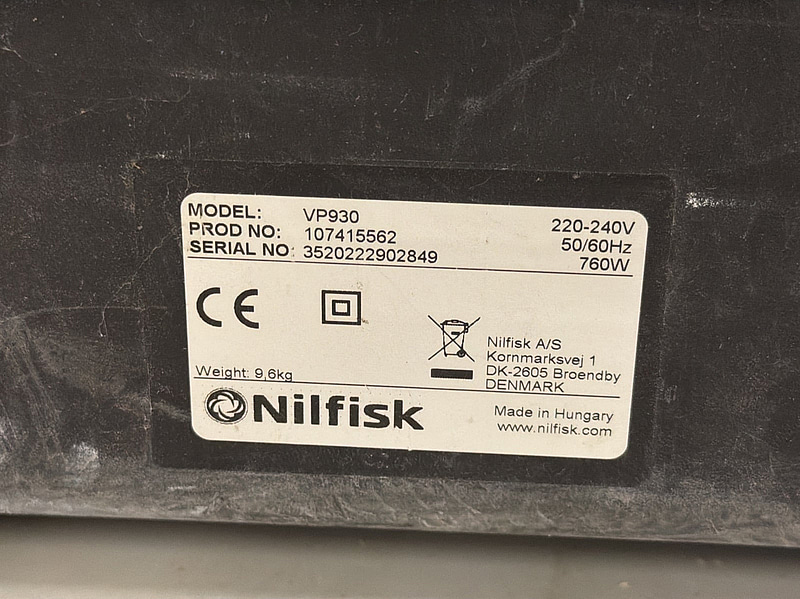 MODEL: VP930
PROD NO: 107415562
SERIAL NO: 3520222902849
220-240V
50/60Hz
760W
CE
Nilfisk A/S
Kornmarksvej 1
DK-2605 Broendby
DENMARK
Weight: 9,6kg
Nilfisk
Made in Hungary
www.nilfisk.com